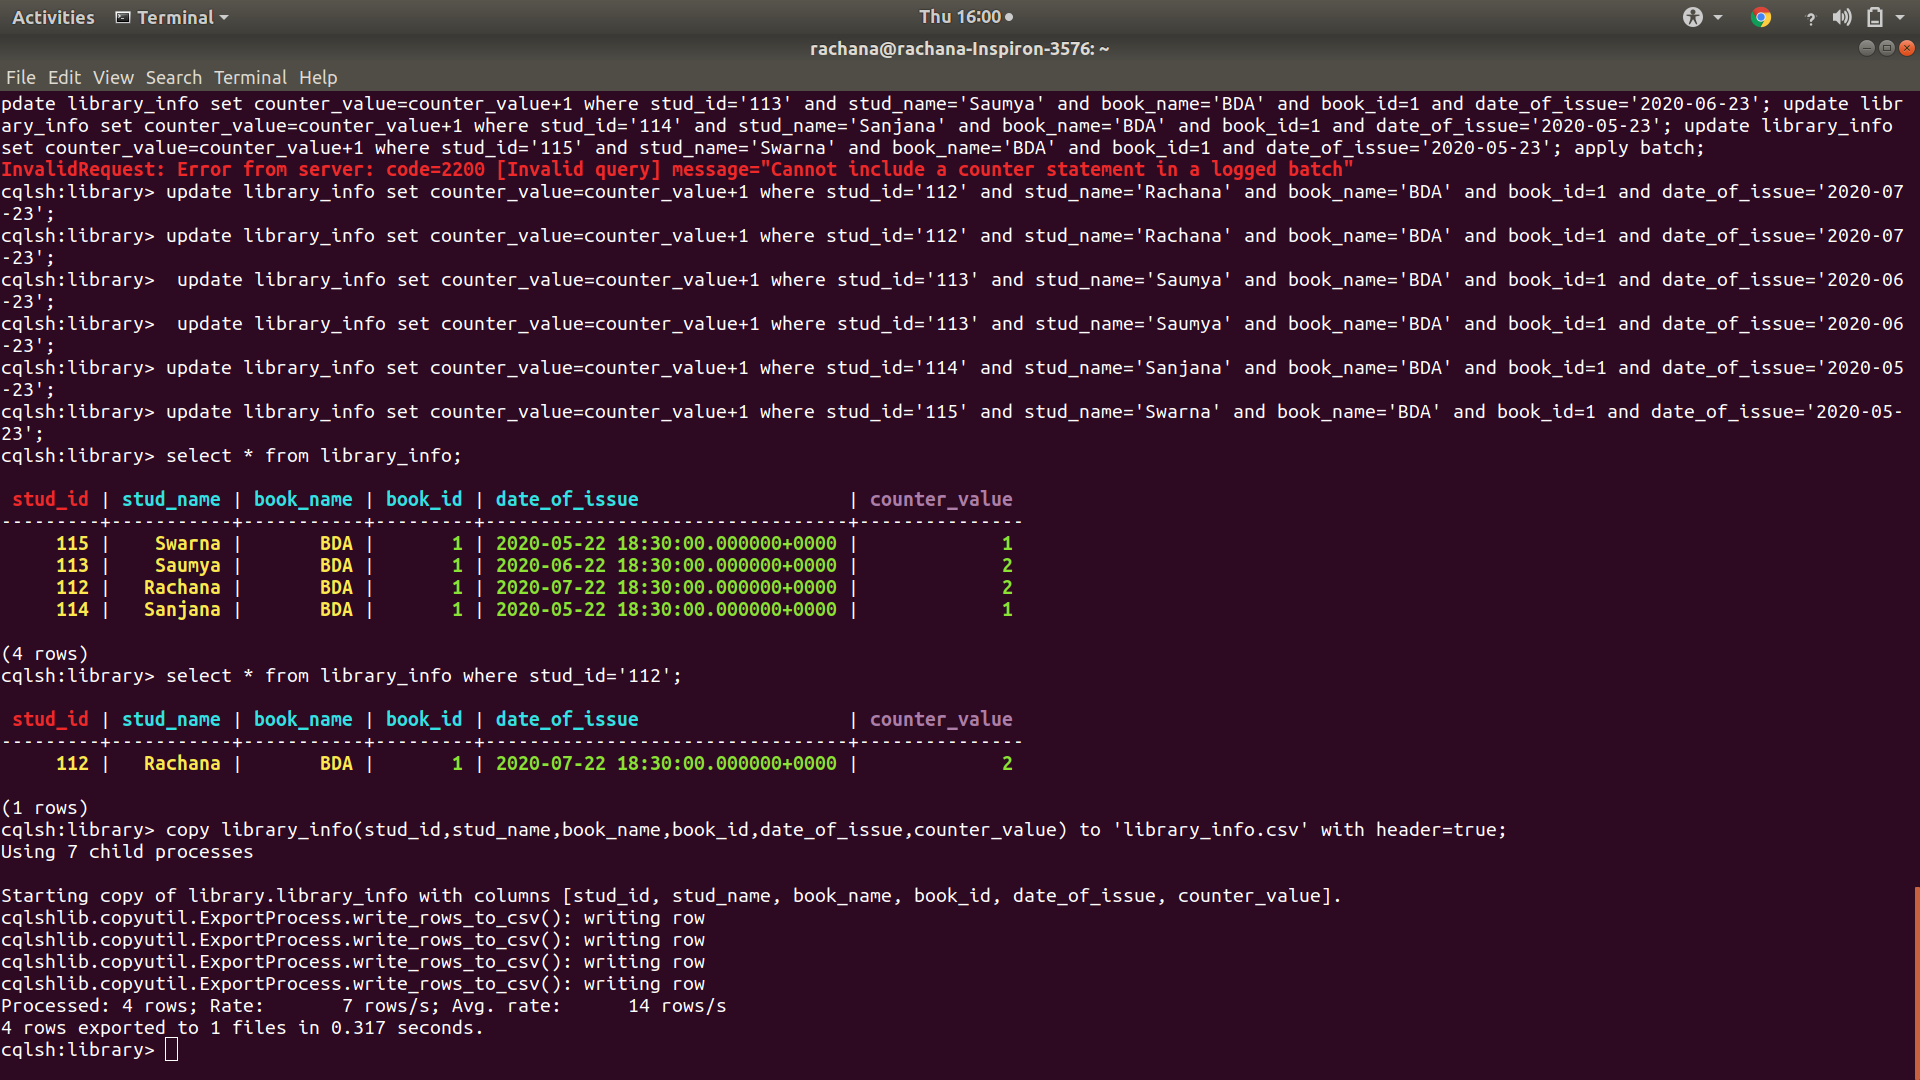 Activities Terminal Thu 16:00
rachana@rachana-Inspiron-3576: ~
File Edit View Search Terminal Help
pdate library_info set counter_value=counter_value+1 where stud_id='113' and stud_name='Saumya' and book_name='BDA' and book_id=1 and date_of_issue='2020-06-23'; update libr
ary_info set counter_value=counter_value+1 where stud_id='114' and stud_name='Sanjana' and book_name='BDA' and book_id=1 and date_of_issue='2020-05-23'; update library_info
set counter_value=counter_value+1 where stud_id='115' and stud_name='Swarna' and book_name='BDA' and book_id=1 and date_of_issue='2020-05-23'; apply batch;
InvalidRequest: Error from server: code=2200 [Invalid query] message="Cannot include a counter statement in a logged batch"
cqlsh:library> update library_info set counter_value=counter_value+1 where stud_id='112' and stud_name='Rachana' and book_name='BDA' and book_id=1 and date_of_issue='2020-07
-23';
cqlsh:library> update library_info set counter_value=counter_value+1 where stud_id='112' and stud_name='Rachana' and book_name='BDA' and book_id=1 and date_of_issue='2020-07
-23';
cqlsh:library>  update library_info set counter_value=counter_value+1 where stud_id='113' and stud_name='Saumya' and book_name='BDA' and book_id=1 and date_of_issue='2020-06
-23';
cqlsh:library>  update library_info set counter_value=counter_value+1 where stud_id='113' and stud_name='Saumya' and book_name='BDA' and book_id=1 and date_of_issue='2020-06
-23';
cqlsh:library> update library_info set counter_value=counter_value+1 where stud_id='114' and stud_name='Sanjana' and book_name='BDA' and book_id=1 and date_of_issue='2020-05
-23';
cqlsh:library> update library_info set counter_value=counter_value+1 where stud_id='115' and stud_name='Swarna' and book_name='BDA' and book_id=1 and date_of_issue='2020-05-
23';
cqlsh:library> select * from library_info;
 stud_id | stud_name | book_name | book_id | date_of_issue                   | counter_value
---------+-----------+-----------+---------+---------------------------------+---------------
     115 |    Swarna |       BDA |       1 | 2020-05-22 18:30:00.000000+0000 |             1
     113 |    Saumya |       BDA |       1 | 2020-06-22 18:30:00.000000+0000 |             2
     112 |   Rachana |       BDA |       1 | 2020-07-22 18:30:00.000000+0000 |             2
     114 |   Sanjana |       BDA |       1 | 2020-05-22 18:30:00.000000+0000 |             1
(4 rows)
cqlsh:library> select * from library_info where stud_id='112';
 stud_id | stud_name | book_name | book_id | date_of_issue                   | counter_value
---------+-----------+-----------+---------+---------------------------------+---------------
     112 |   Rachana |       BDA |       1 | 2020-07-22 18:30:00.000000+0000 |             2
(1 rows)
cqlsh:library> copy library_info(stud_id,stud_name,book_name,book_id,date_of_issue,counter_value) to 'library_info.csv' with header=true;
Using 7 child processes
Starting copy of library.library_info with columns [stud_id, stud_name, book_name, book_id, date_of_issue, counter_value].
cqlshlib.copyutil.ExportProcess.write_rows_to_csv(): writing row
cqlshlib.copyutil.ExportProcess.write_rows_to_csv(): writing row
cqlshlib.copyutil.ExportProcess.write_rows_to_csv(): writing row
cqlshlib.copyutil.ExportProcess.write_rows_to_csv(): writing row
Processed: 4 rows; Rate:       7 rows/s; Avg. rate:      14 rows/s
4 rows exported to 1 files in 0.317 seconds.
cqlsh:library>